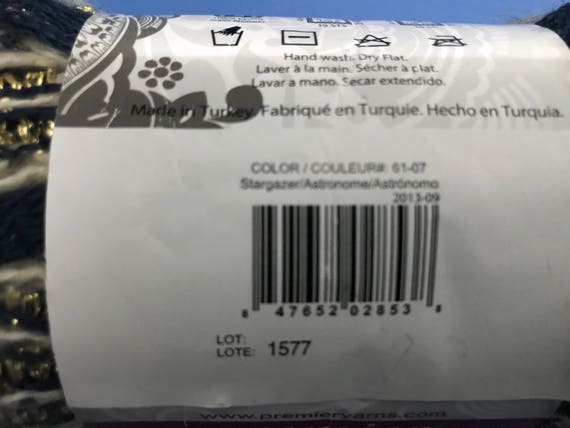 Hand wash. Dry Flat.
Laver à la main. Sécher à plat.
Lavar a mano. Secar extendido.
Made in Turkey. Fabriqué en Turquie. Hecho en Turquía.
COLOR / COULEUR#: 61-07
Stargazer/Astronome/Astrónomo
2013-09
8 47652 02853 8
LOT:
LOTE: 1577
www.premieryarns.com